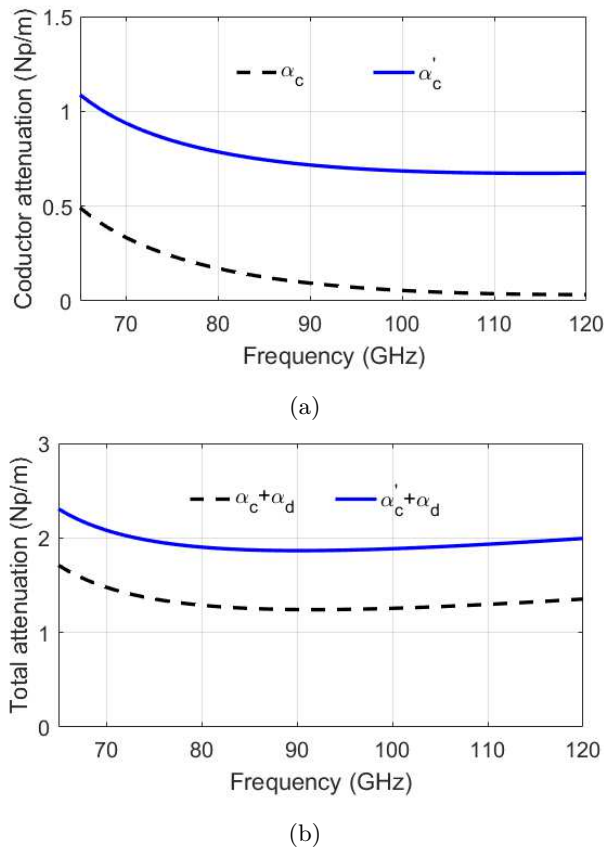 1.5
1
0.5
0
Coductor attenuation (Np/m)
α_c
α_c'
70 80 90 100 110 120
Frequency (GHz)
(a)
3
2
1
0
Total attenuation (Np/m)
α_c+α_d
α_c'+α_d
70 80 90 100 110 120
Frequency (GHz)
(b)